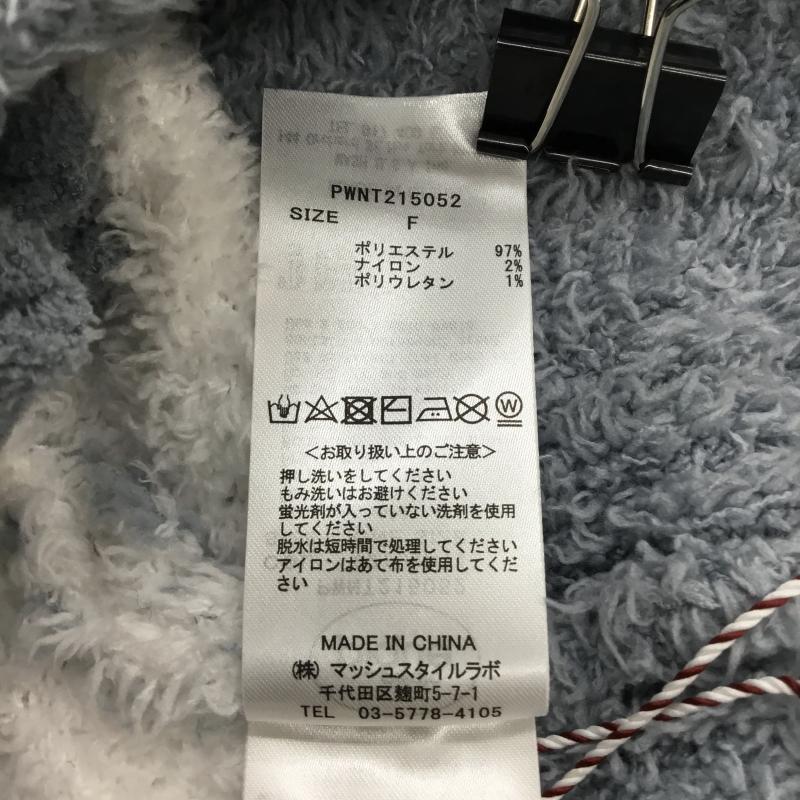 PWNT215052
SIZE F
ポリエステル 97%
ナイロン 2%
ポリウレタン 1%
W
＜お取り扱い上のご注意＞
押し洗いをしてください
もみ洗いはお避けください
蛍光剤が入っていない洗剤を使用
してください
脱水は短時間で処理してください
アイロンはあて布を使用してくだ
さい
MADE IN CHINA
(株) マッシュスタイルラボ
千代田区麹町5-7-1
TEL 03-5778-4105